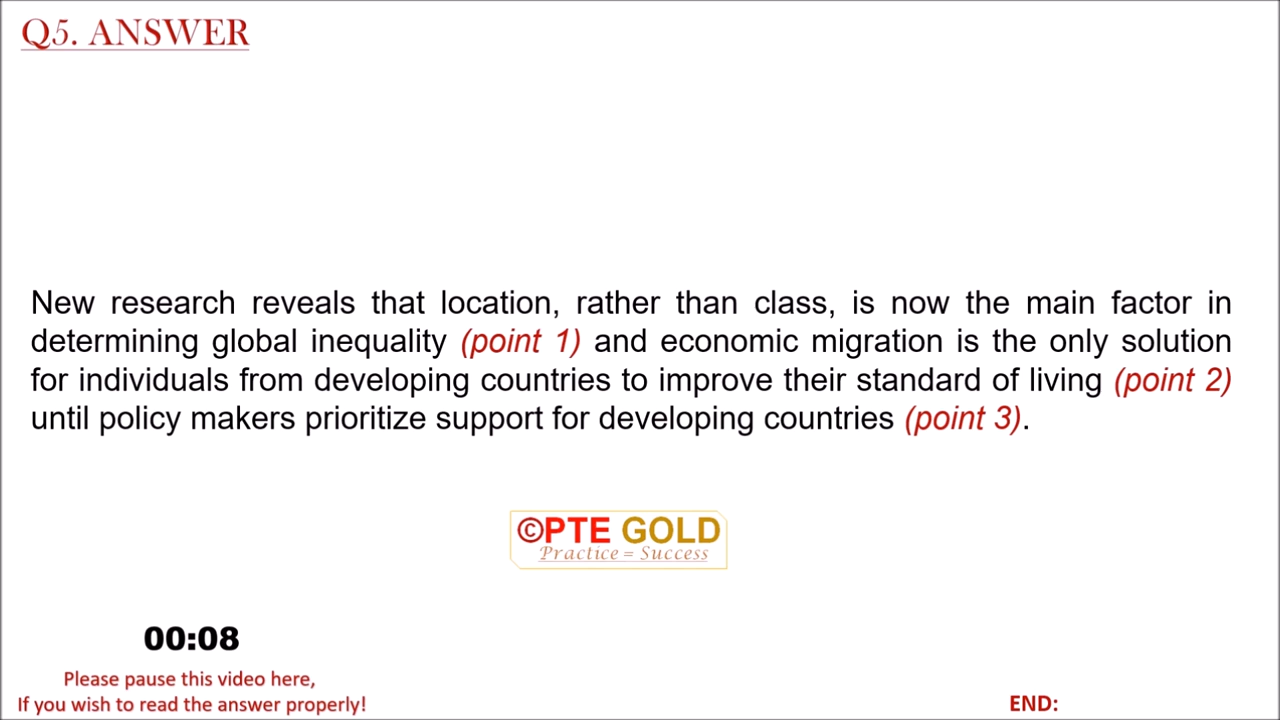 Q5. ANSWER
New research reveals that location, rather than class, is now the main factor in
determining global inequality (point 1) and economic migration is the only solution
for individuals from developing countries to improve their standard of living (point 2)
until policy makers prioritize support for developing countries (point 3).
©PTE GOLD
Practice = Success
00:08
Please pause this video here,
If you wish to read the answer properly!
END: